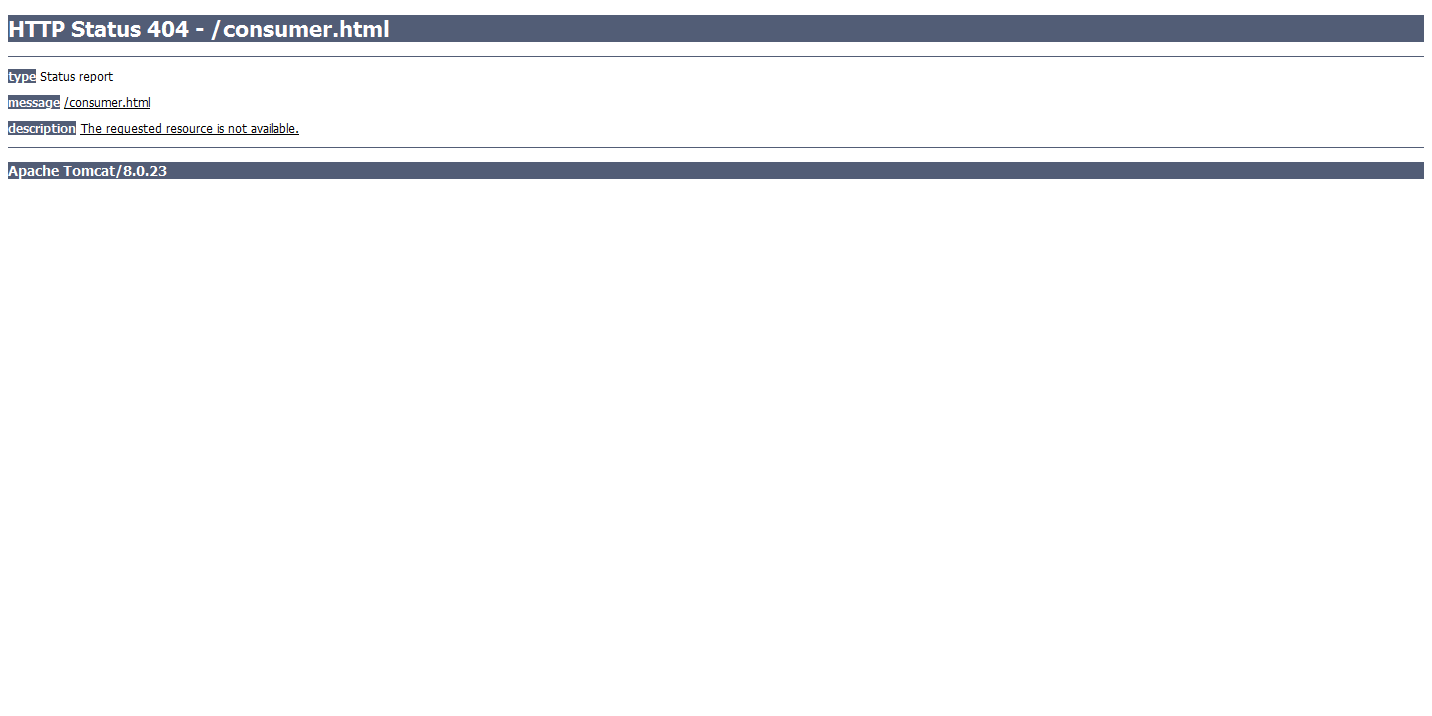 HTTP Status 404 - /consumer.html
type Status report
message /consumer.html
description The requested resource is not available.
Apache Tomcat/8.0.23